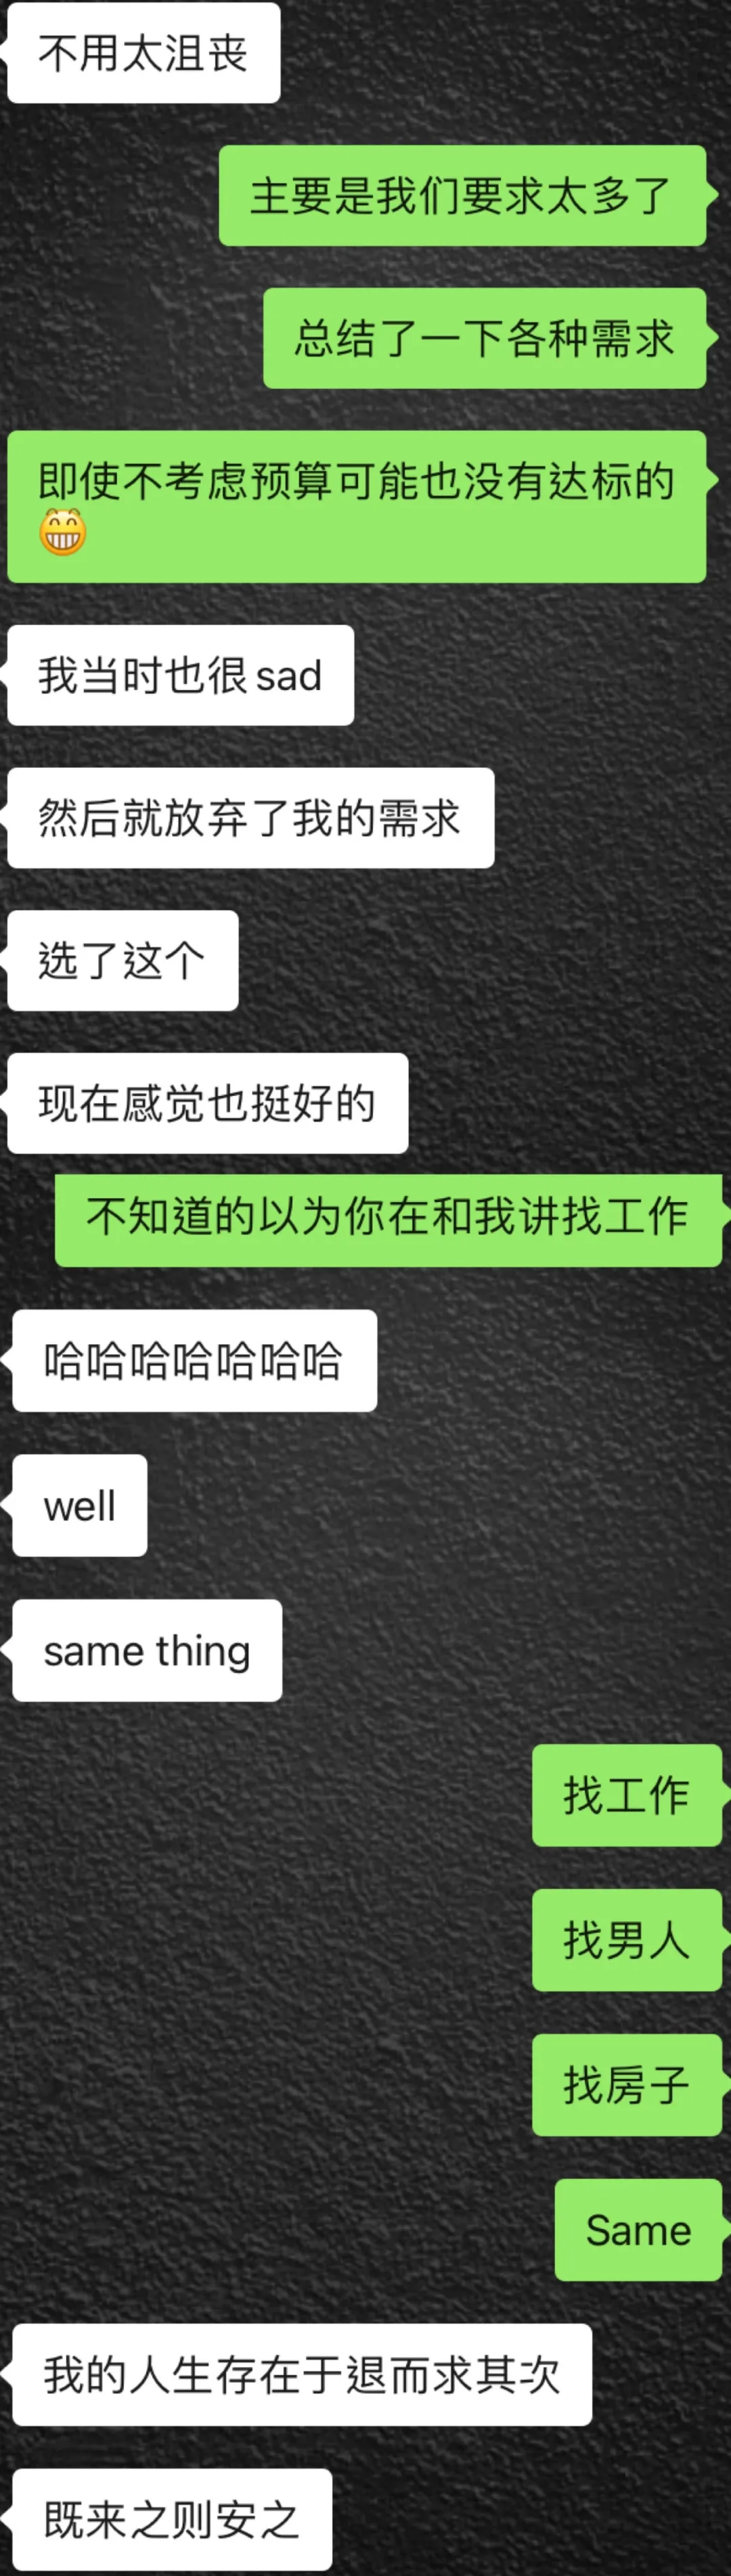 不用太沮丧
主要是我们要求太多了
总结了一下各种需求
即使不考虑预算可能也没有达标的
😁
我当时也很 sad
然后就放弃了我的需求
选了这个
现在感觉也挺好的
不知道的以为你在和我讲找工作
哈哈哈哈哈哈哈
well
same thing
找工作
找男人
找房子
Same
我的人生存在于退而求其次
既来之则安之